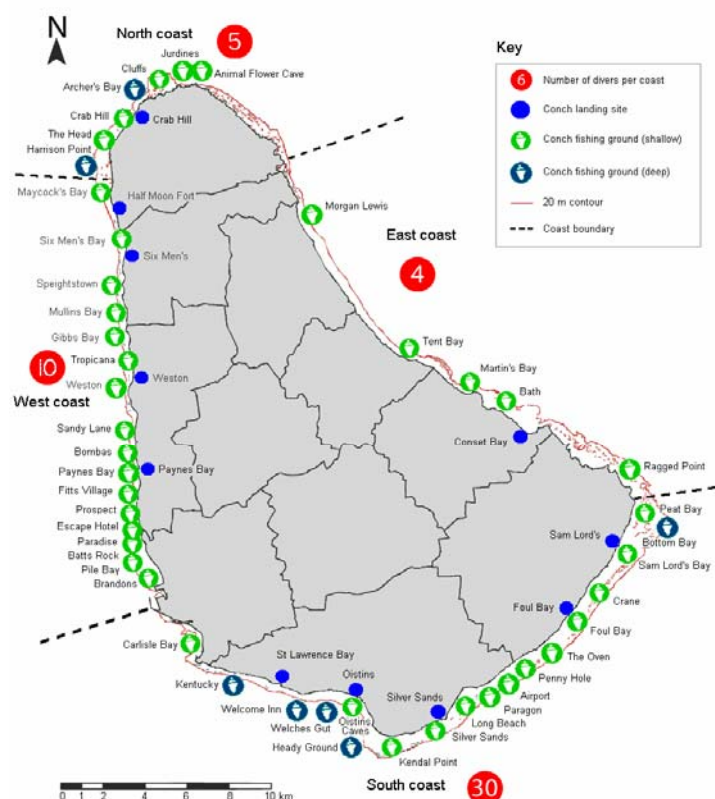 North coast
5
N
Jurdines
Cluffs
Animal Flower Cave
Archer's Bay
Crab Hill
Crab Hill
The Head
Harrison Point
Maycock's Bay
Half Moon Fort
Six Men's Bay
Six Men's
Speightstown
Mullins Bay
Gibbs Bay
Tropicana
10
Weston
Weston
West coast
Sandy Lane
Bombas
Paynes Bay
Paynes Bay
Fitts Village
Prospect
Escape Hotel
Paradise
Batts Rock
Pile Bay
Brandons
Carlisle Bay
Key
6 Number of divers per coast
Conch landing site
Conch fishing ground (shallow)
Conch fishing ground (deep)
20 m contour
Coast boundary
Morgan Lewis
East coast
4
Tent Bay
Martin's Bay
Bath
Conset Bay
Ragged Point
Peat Bay
Bottom Bay
Sam Lord's
Sam Lord's Bay
Crane
Foul Bay
Foul Bay
The Oven
Penny Hole
Airport
Paragon
Long Beach
Silver Sands
Silver Sands
St Lawrence Bay
Oistins
Kentucky
Welcome Inn
Welches Gut
Oistins
Caves
Heady Ground
Kendal Point
South coast
30
0 1 2 4 6 8 10 km